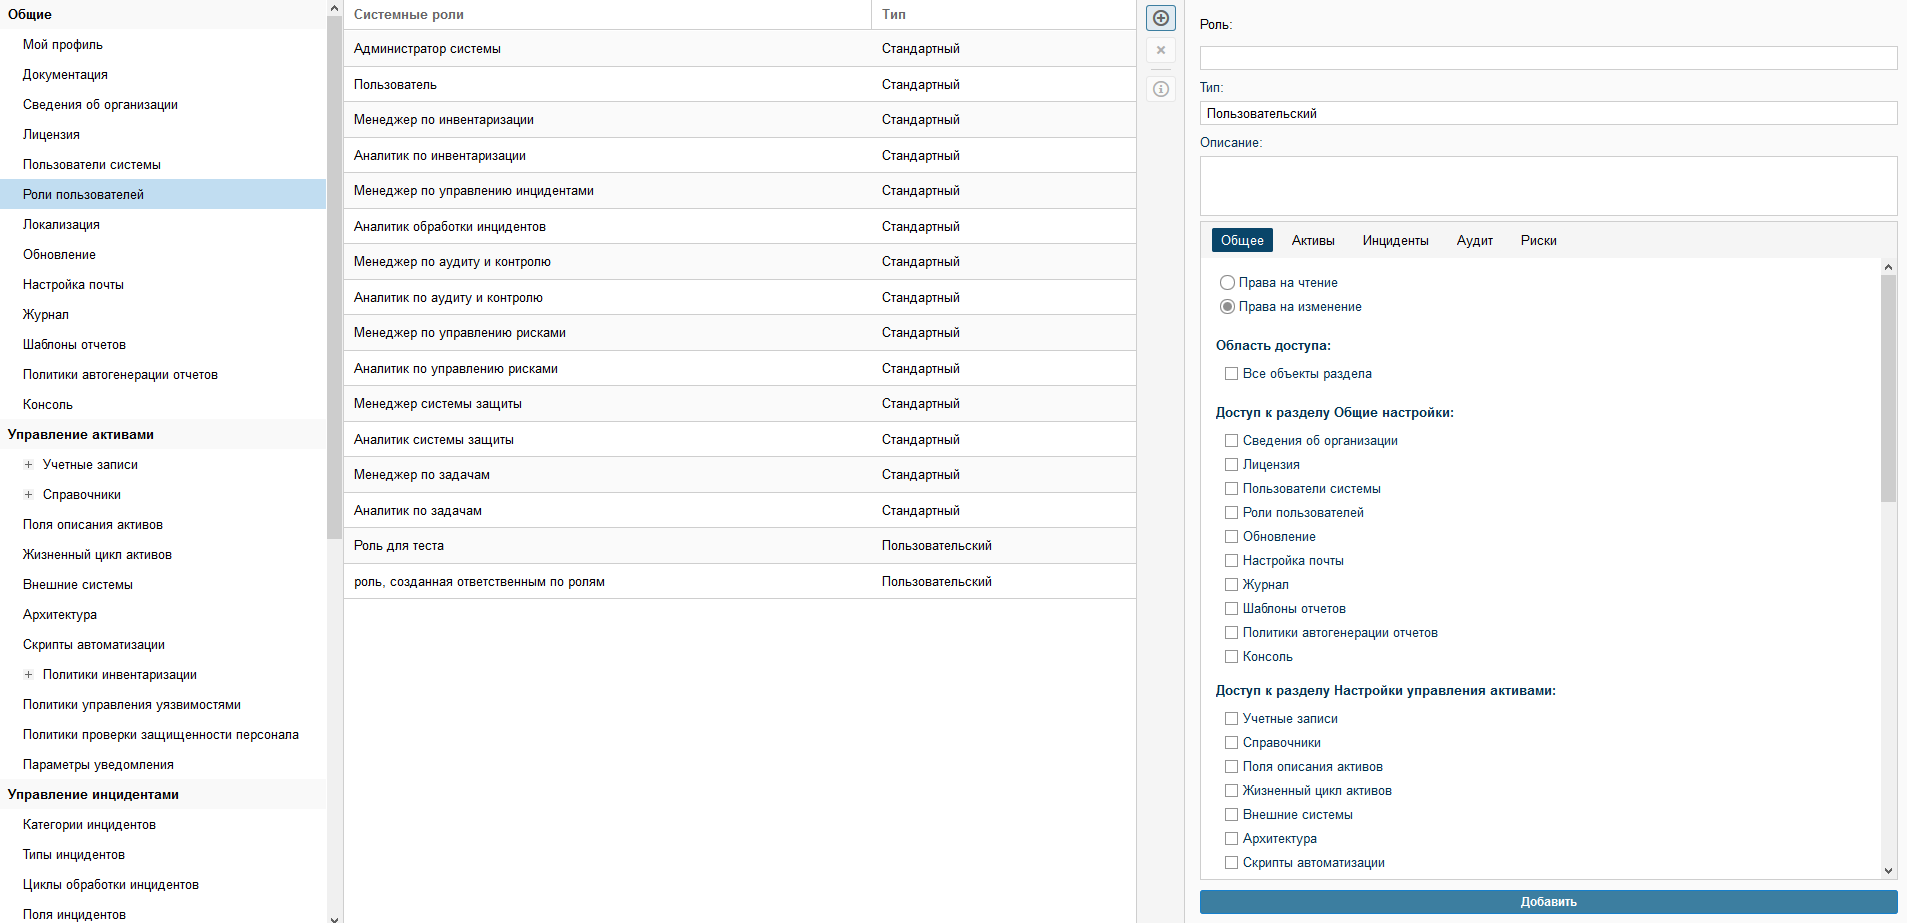 Общие
Мой профиль
Документация
Сведения об организации
Лицензия
Пользователи системы
Роли пользователей
Локализация
Обновление
Настройка почты
Журнал
Шаблоны отчетов
Политики автогенерации отчетов
Консоль
Управление активами
Учетные записи
Справочники
Поля описания активов
Жизненный цикл активов
Внешние системы
Архитектура
Скрипты автоматизации
Политики инвентаризации
Политики управления уязвимостями
Политики проверки защищенности персонала
Параметры уведомления
Управление инцидентами
Категории инцидентов
Типы инцидентов
Циклы обработки инцидентов
Поля инцидентов
Системные роли Тип
Администратор системы Стандартный
Пользователь Стандартный
Менеджер по инвентаризации Стандартный
Аналитик по инвентаризации Стандартный
Менеджер по управлению инцидентами Стандартный
Аналитик обработки инцидентов Стандартный
Менеджер по аудиту и контролю Стандартный
Аналитик по аудиту и контролю Стандартный
Менеджер по управлению рисками Стандартный
Аналитик по управлению рисками Стандартный
Менеджер системы защиты Стандартный
Аналитик системы защиты Стандартный
Менеджер по задачам Стандартный
Аналитик по задачам Стандартный
Роль для теста Пользовательский
роль, созданная ответственным по ролям Пользовательский
Роль:
Тип:
Пользовательский
Описание:
Общее Активы Инциденты Аудит Риски
Права на чтение
Права на изменение
Область доступа:
Все объекты раздела
Доступ к разделу Общие настройки:
Сведения об организации
Лицензия
Пользователи системы
Роли пользователей
Обновление
Настройка почты
Журнал
Шаблоны отчетов
Политики автогенерации отчетов
Консоль
Доступ к разделу Настройки управления активами:
Учетные записи
Справочники
Поля описания активов
Жизненный цикл активов
Внешние системы
Архитектура
Скрипты автоматизации
Добавить